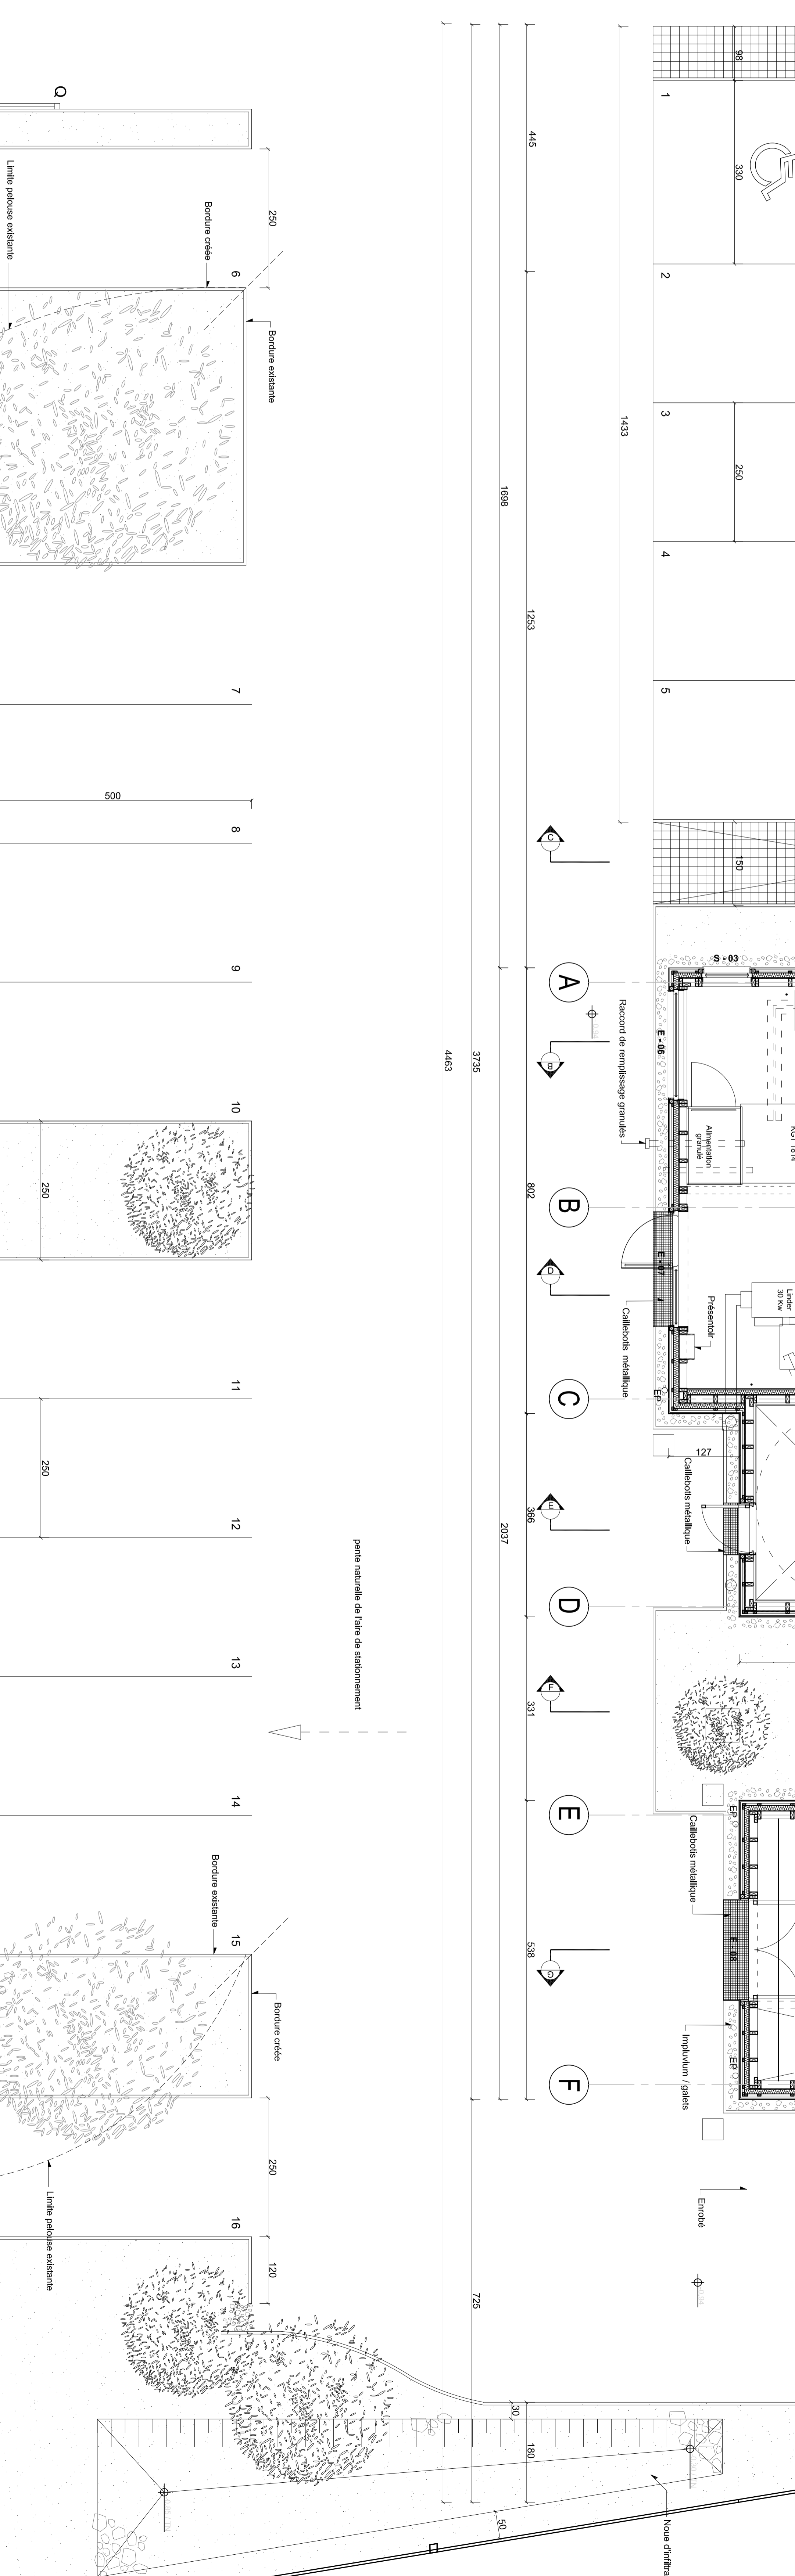 98
330
250
150
1
2
3
4
5
1433
445
1253
802
366
331
538
1698
2037
3735
725
4463
30
180
50
Q
250
6
Limite pelouse existante
Bordure créée
Bordure existante
7
500
8
9
10
250
11
250
12
13
14
15
16
pente naturelle de l'aire de stationnement
Bordure existante
Bordure créée
250
120
Limite pelouse existante
C
B
D
E
F
G
A
B
C
D
E
F
S - 03
E - 06
Raccord de remplissage granulés
Alimentation
granulé
E - 07
Caillebotis métallique
Présentoir
Linder
30 Kw
EP
127
Caillebotis métallique
EP
Caillebotis métallique
E - 08
EP
Impluvium / galets
Enrobé
Noue d'infiltra